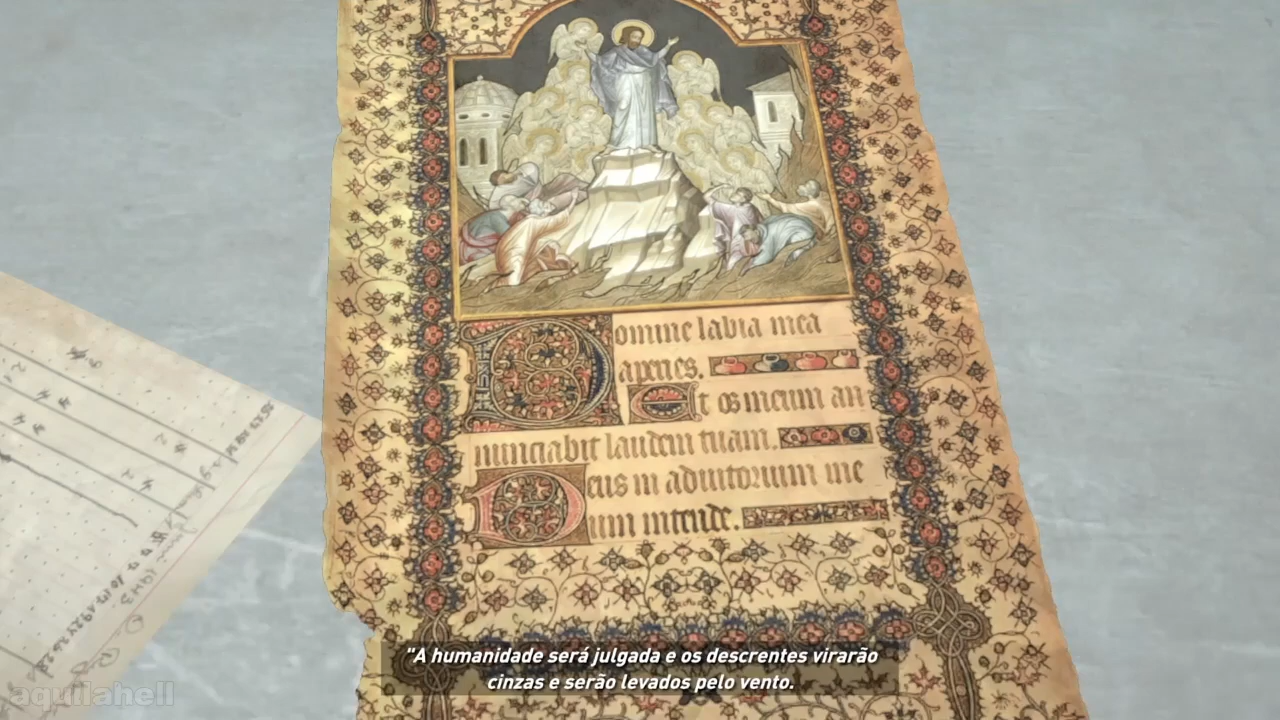 Domine labia mea
aperies.
Et os meum an
nunciabit laudem tuam.
Deus in adiutorium me
um intende.
"A humanidade será julgada e os descrentes virarão
cinzas e serão levados pelo vento.
aquilahell